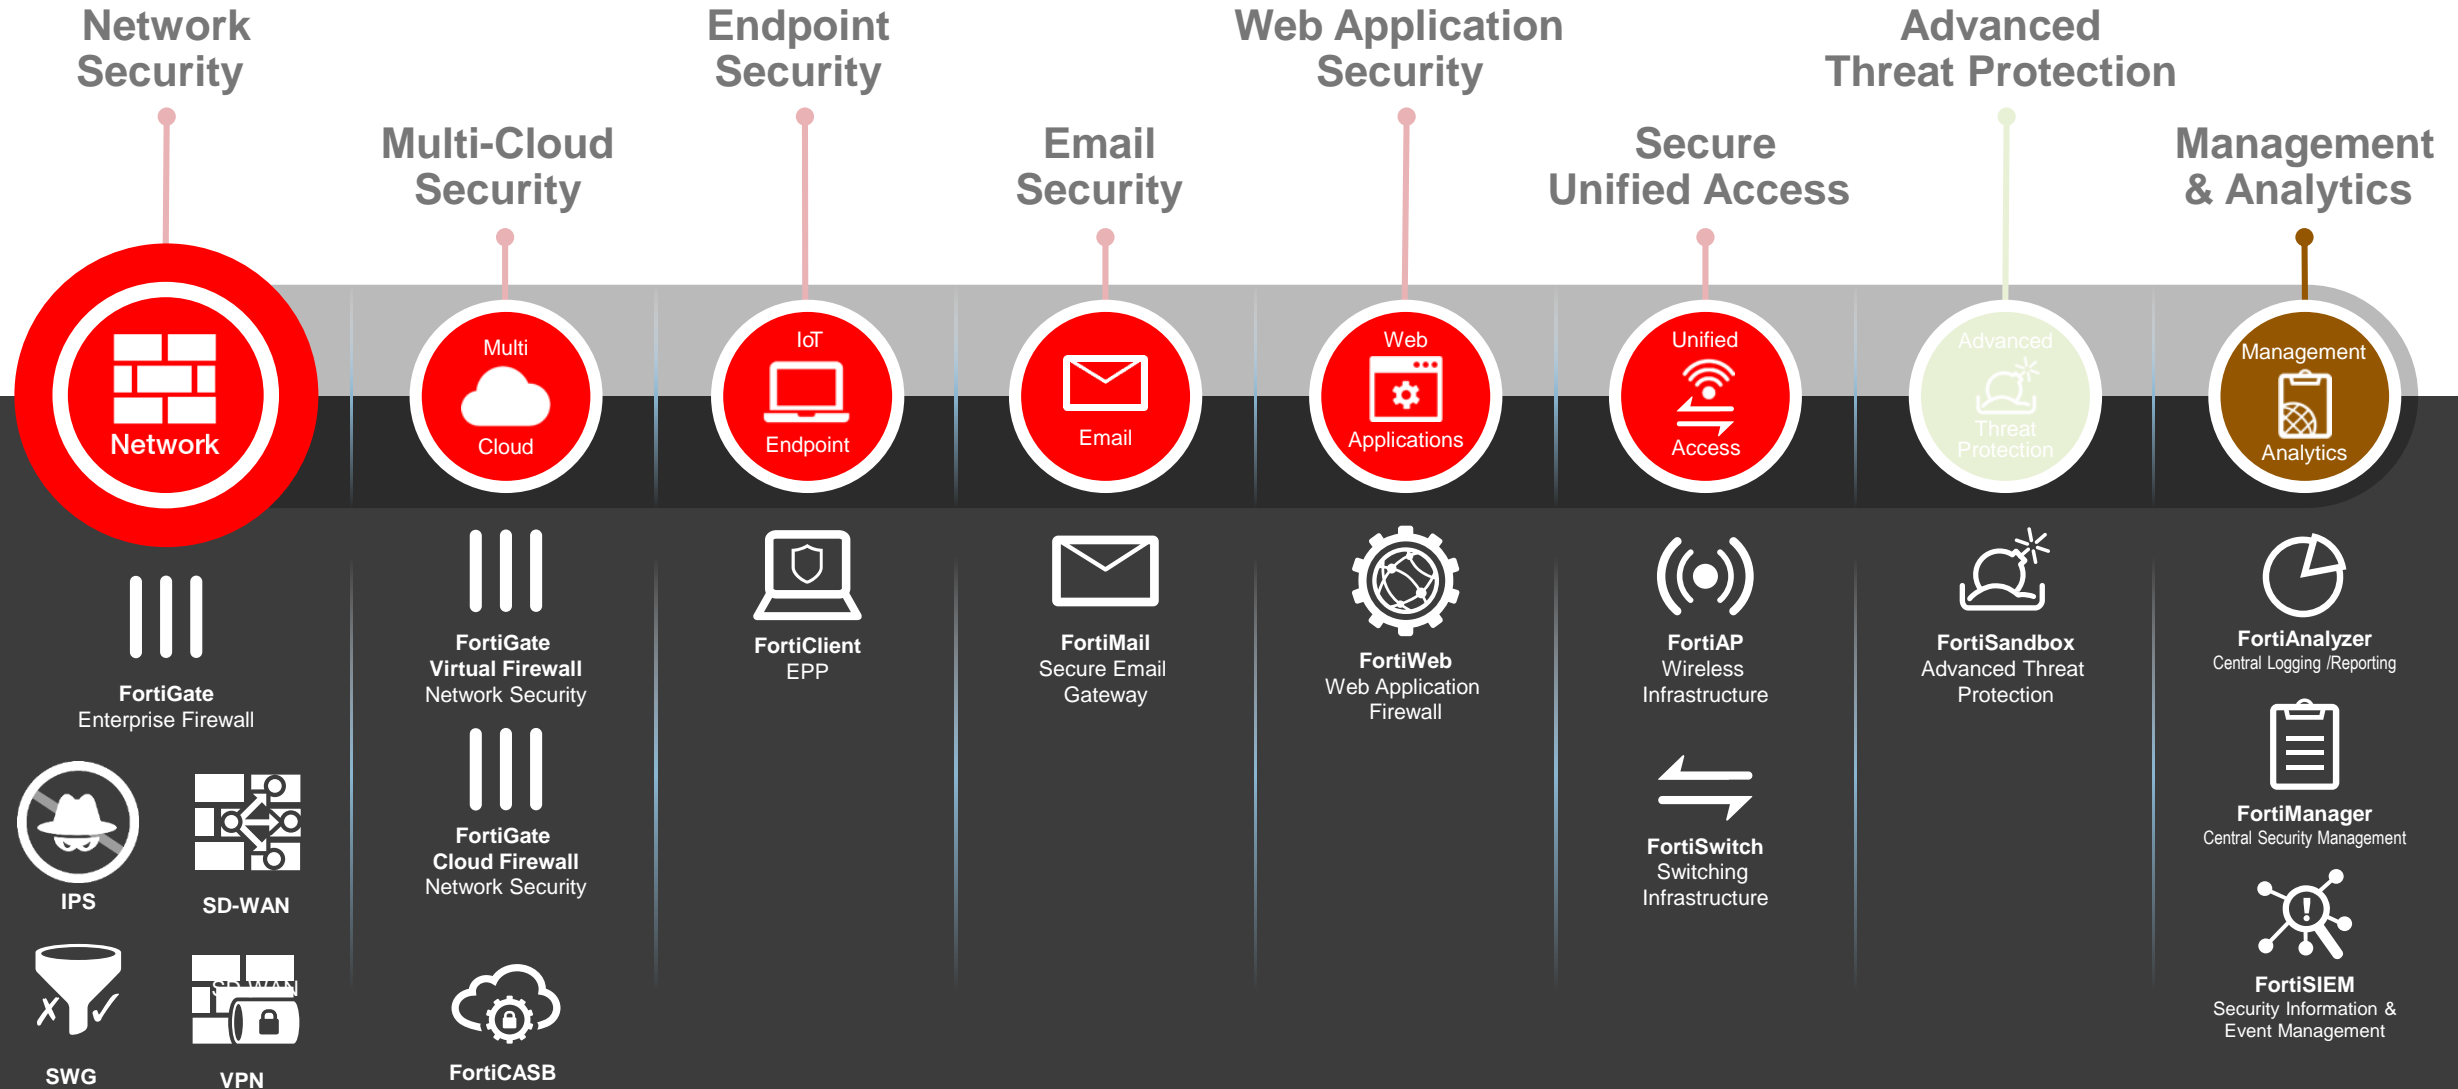 Network
Security
Endpoint
Security
Web Application
Security
Advanced
Threat Protection
Multi-Cloud
Security
Email
Security
Secure
Unified Access
Management
& Analytics
Network
Multi
Cloud
IoT
Endpoint
Email
Web
Applications
Unified
Access
Advanced
Threat
Protection
Management
Analytics
FortiGate
Enterprise Firewall
IPS
SD-WAN
SWG
SD-WAN
VPN
FortiGate
Virtual Firewall
Network Security
FortiGate
Cloud Firewall
Network Security
FortiCASB
FortiClient
EPP
FortiMail
Secure Email
Gateway
FortiWeb
Web Application
Firewall
FortiAP
Wireless
Infrastructure
FortiSwitch
Switching
Infrastructure
FortiSandbox
Advanced Threat
Protection
FortiAnalyzer
Central Logging /Reporting
FortiManager
Central Security Management
FortiSIEM
Security Information &
Event Management